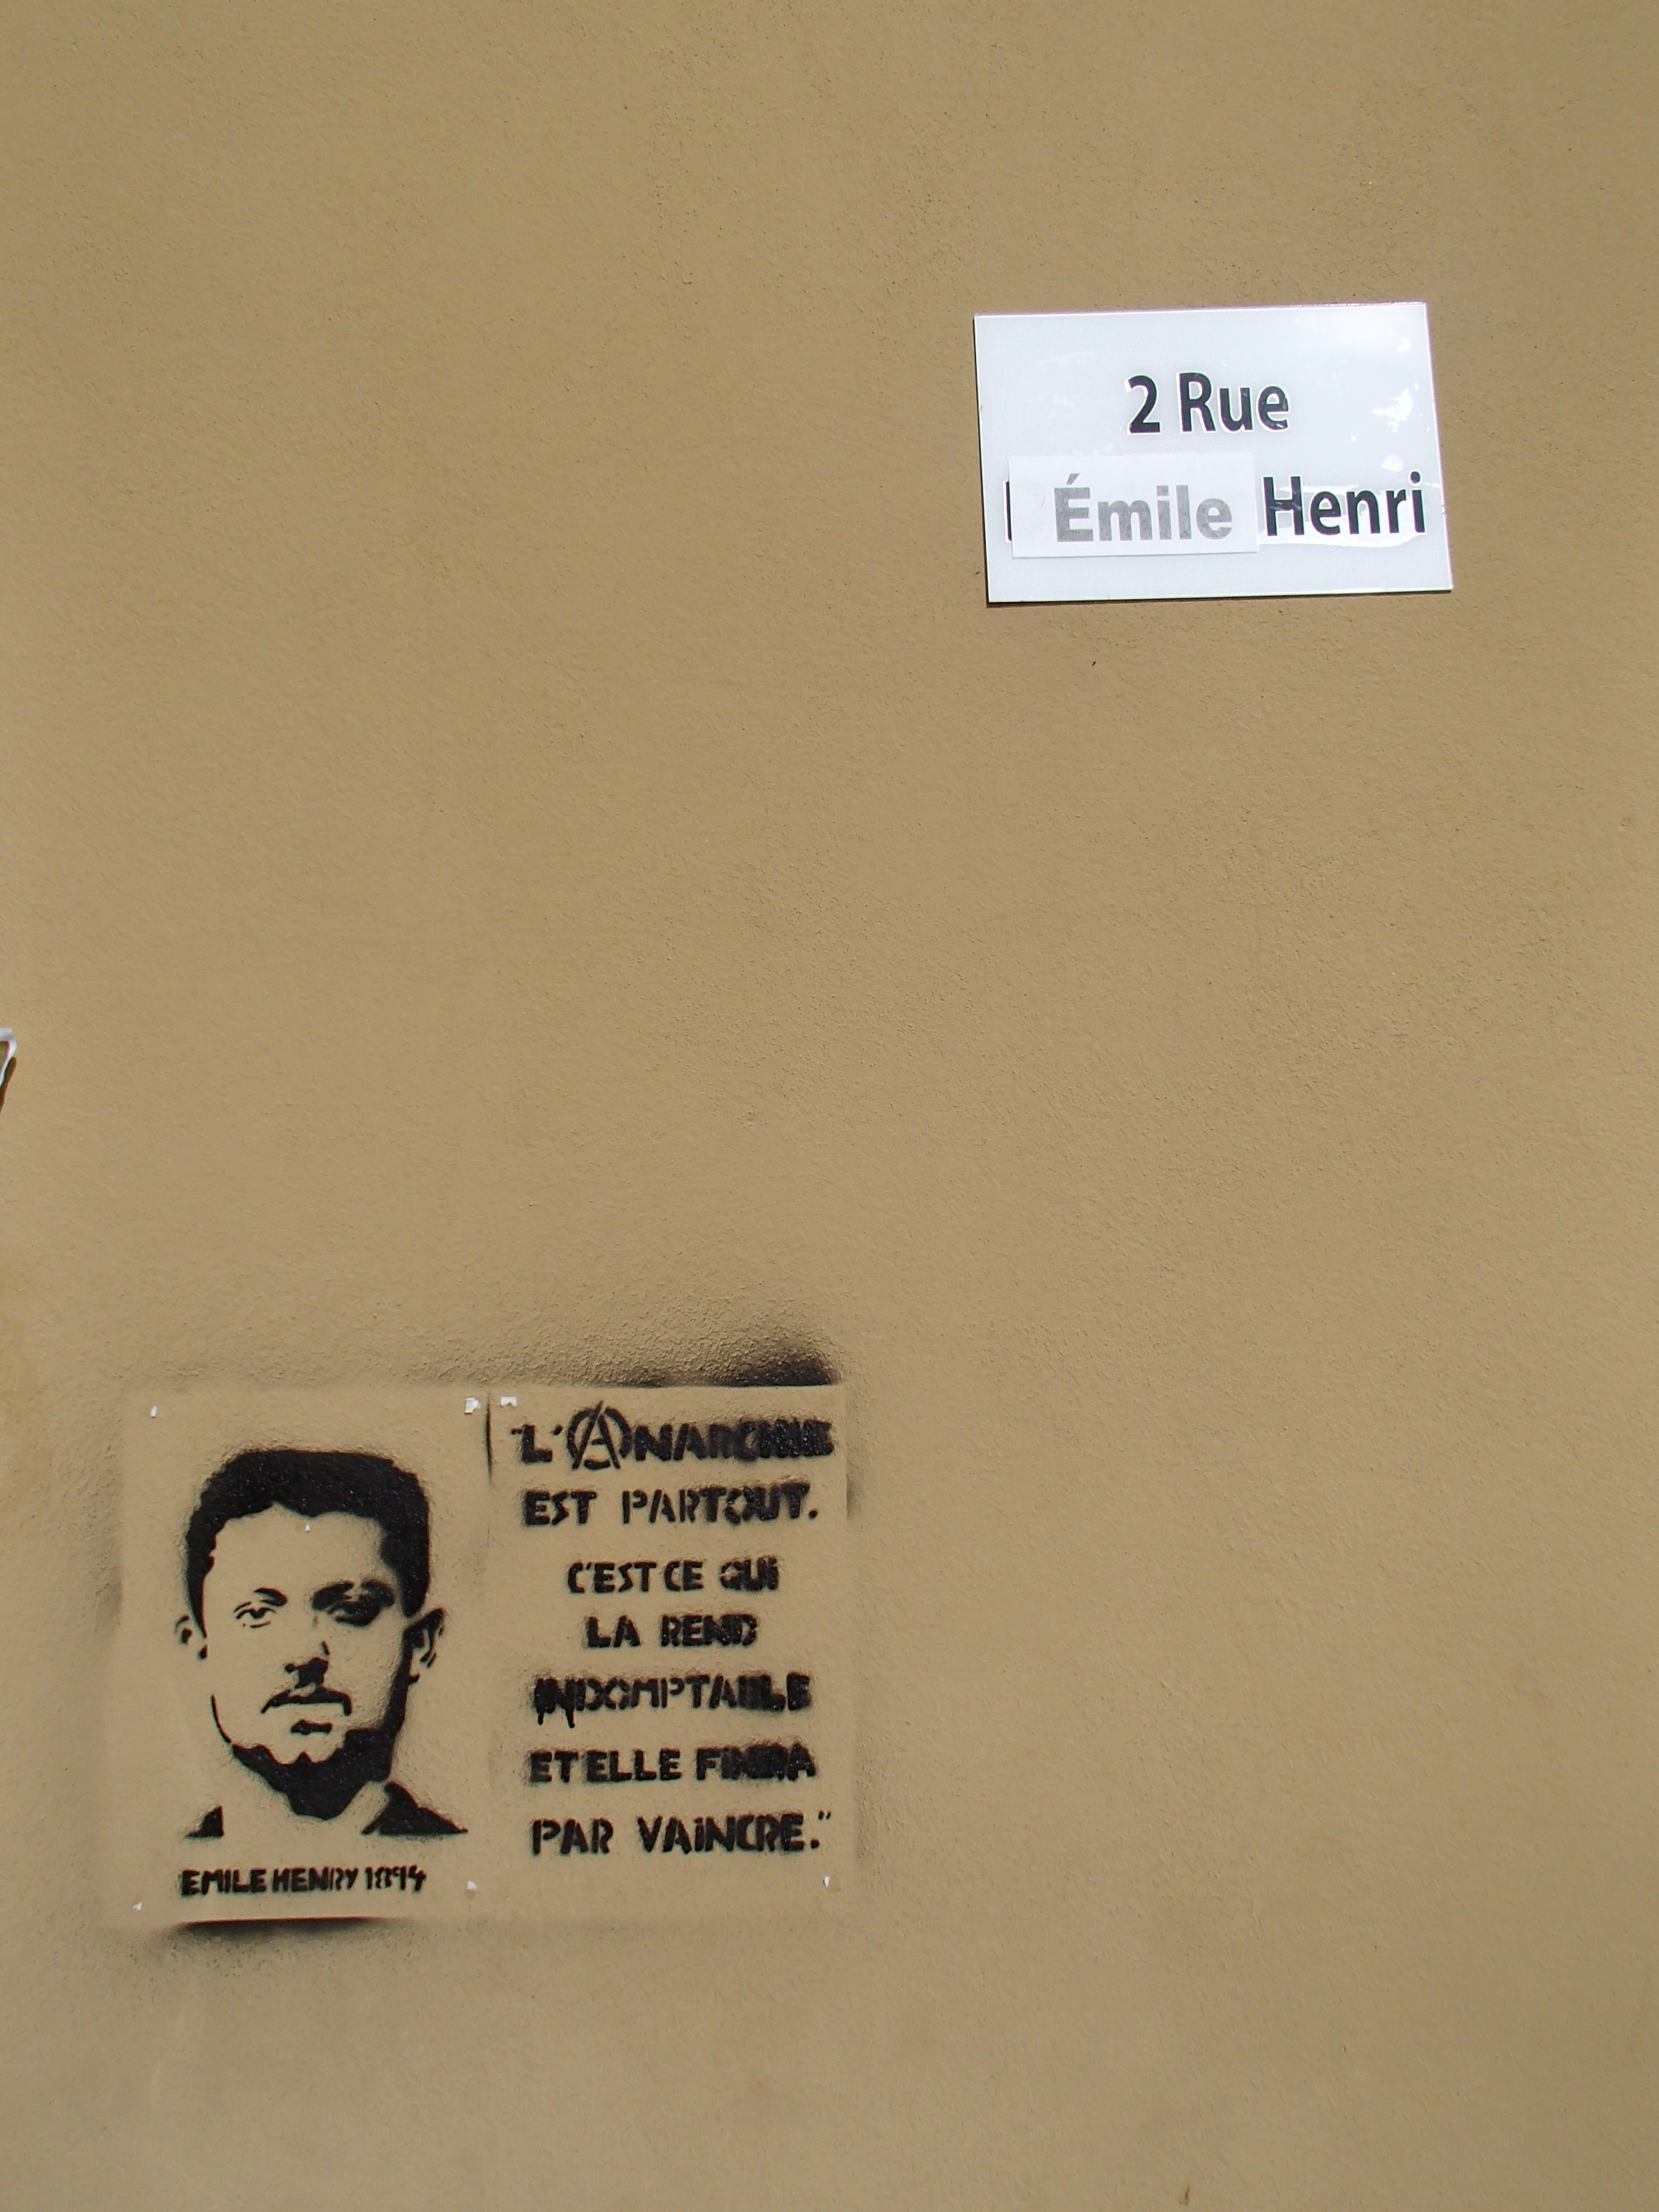 2 Rue
Émile Henri
"L'ANARCHIE
EST PARTOUT.
C'EST CE QUI
LA REND
INDOMPTABLE
ET ELLE FINIRA
PAR VAINCRE."
EMILE HENRY 1894